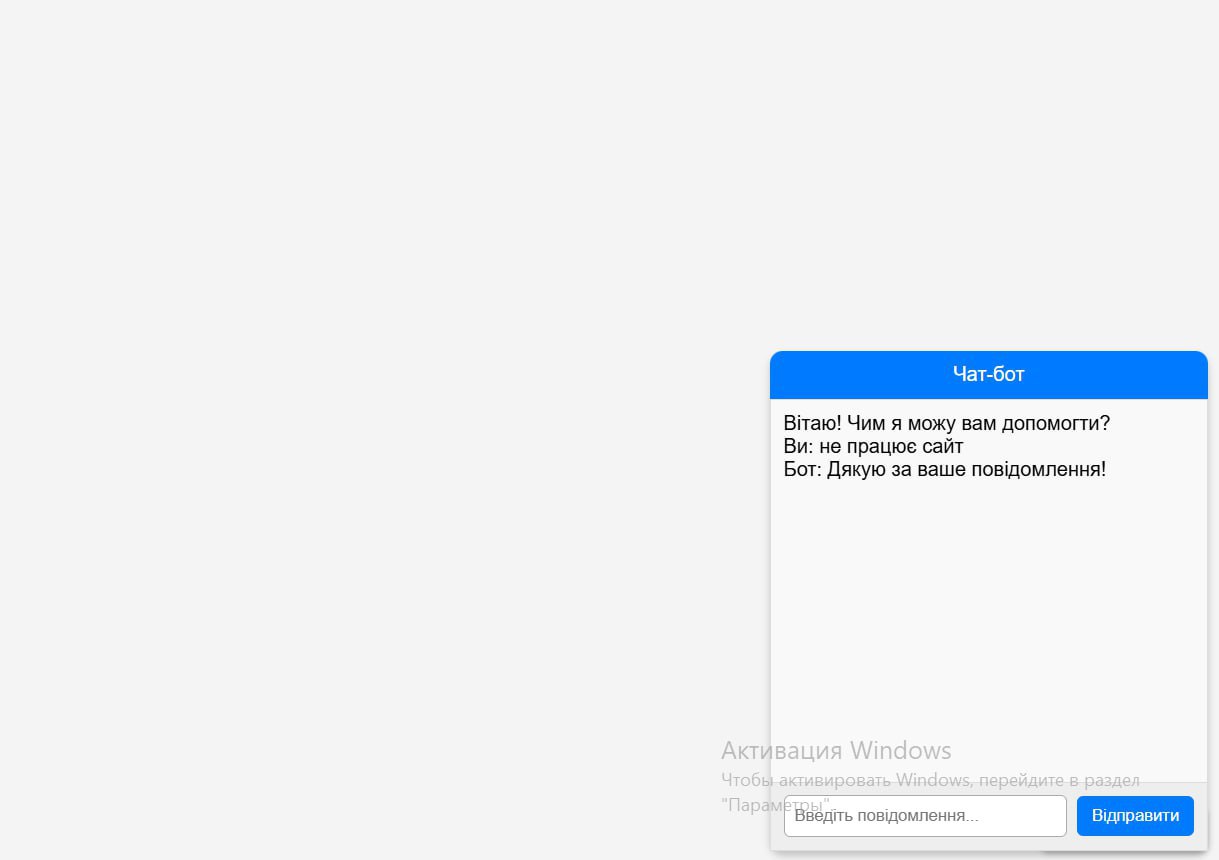 Чат-бот
Вітаю! Чим я можу вам допомогти?
Ви: не працює сайт
Бот: Дякую за ваше повідомлення!
Активация Windows
Чтобы активировать Windows, перейдите в раздел
"Параметры"
Введіть повідомлення...
Відправити